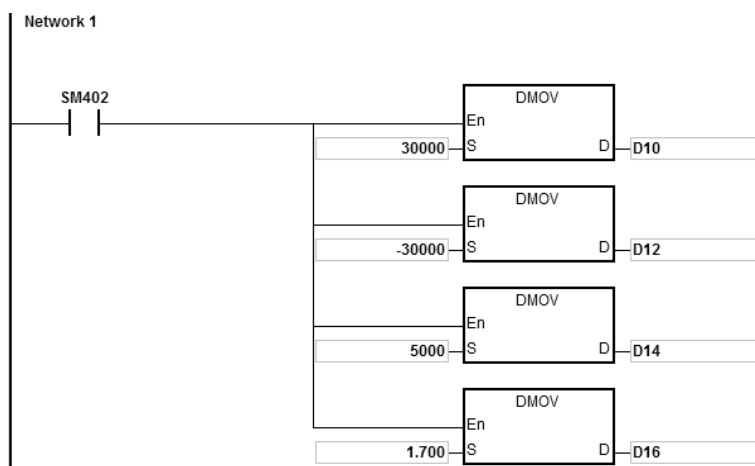 Network 1
SM402
DMOV
En
30000 S D D10
DMOV
En
-30000 S D D12
DMOV
En
5000 S D D14
DMOV
En
1.700 S D D16